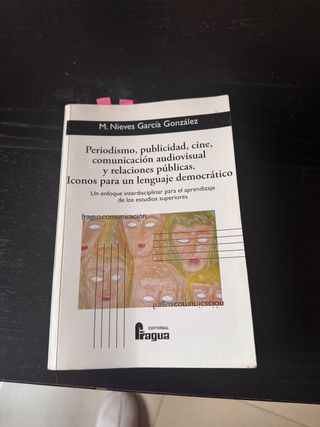 M. Nieves García González
Periodismo, publicidad, cine,
comunicación audiovisual
y relaciones públicas.
Iconos para un lenguaje democrático
Un enfoque interdisciplinar para el aprendizaje
de los estudios superiores
fraguacomunicación
fraguacomunicación
EDITORIAL
Fragua